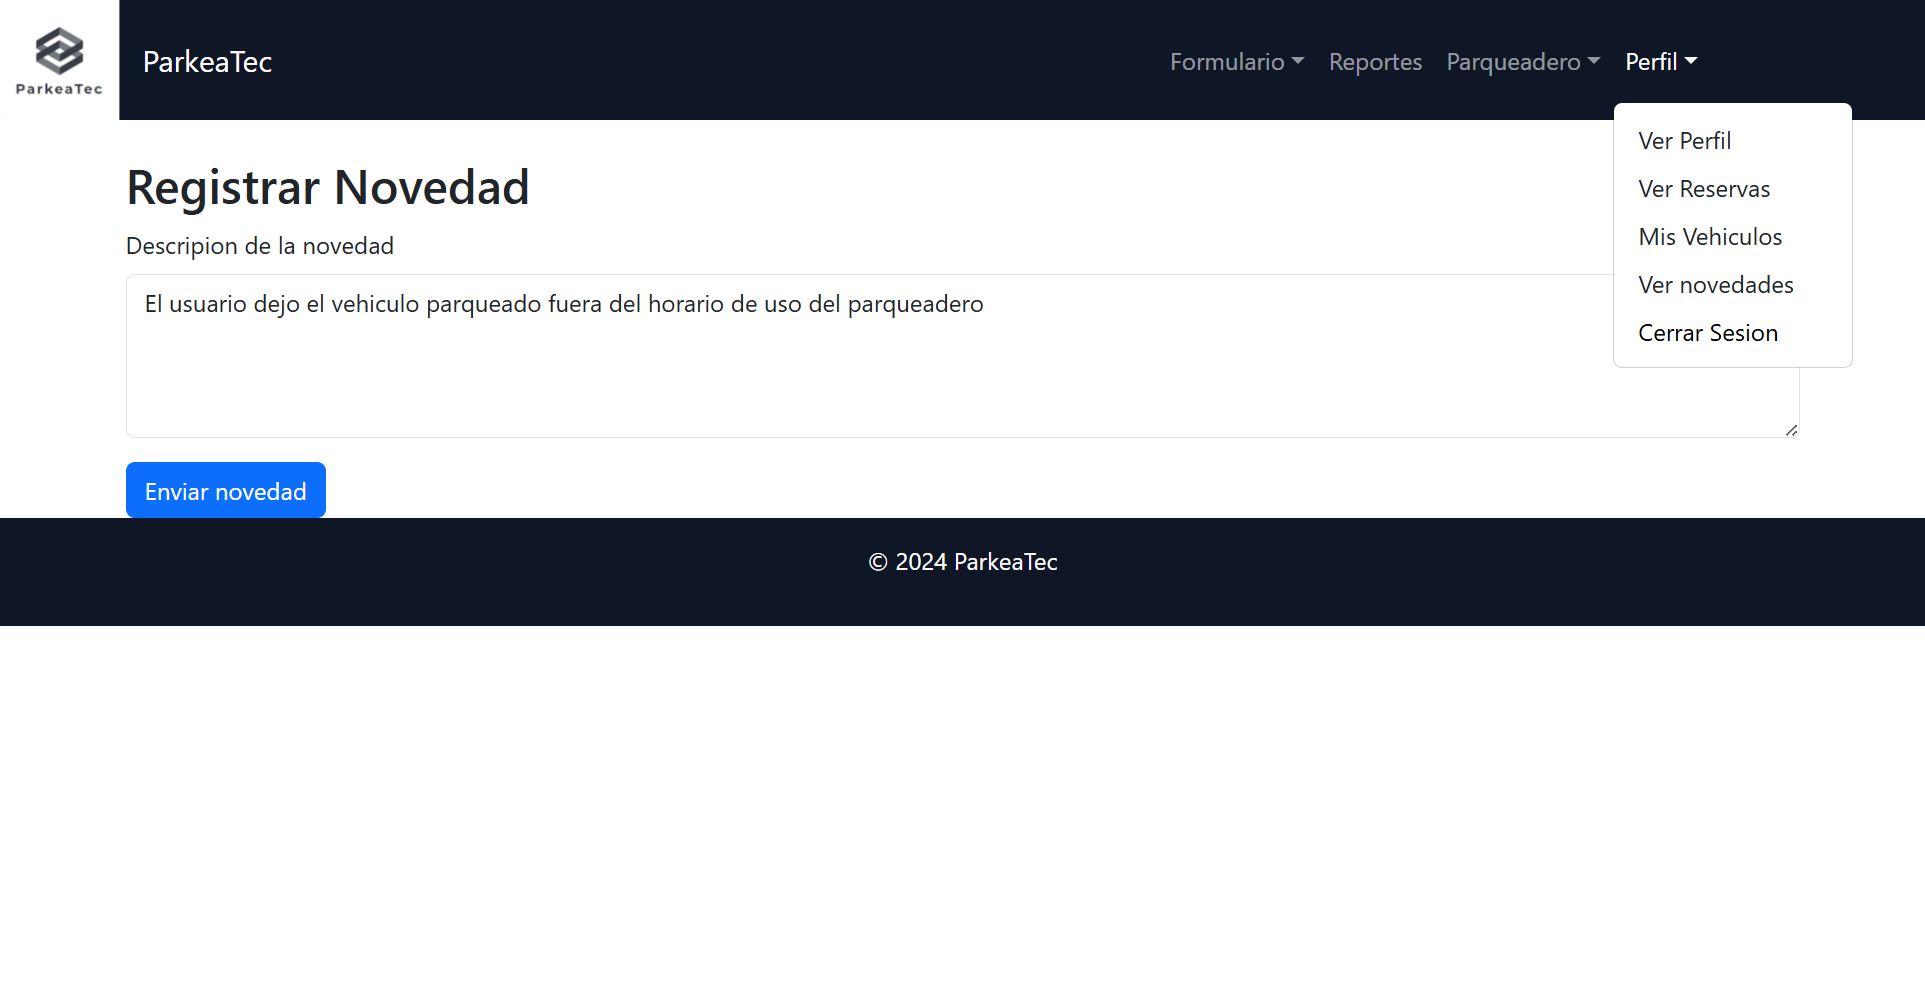 ParkeaTec
ParkeaTec
Formulario
Reportes
Parqueadero
Perfil
Ver Perfil
Ver Reservas
Mis Vehiculos
Ver novedades
Cerrar Sesion
Registrar Novedad
Descripion de la novedad
El usuario dejo el vehiculo parqueado fuera del horario de uso del parqueadero
Enviar novedad
© 2024 ParkeaTec